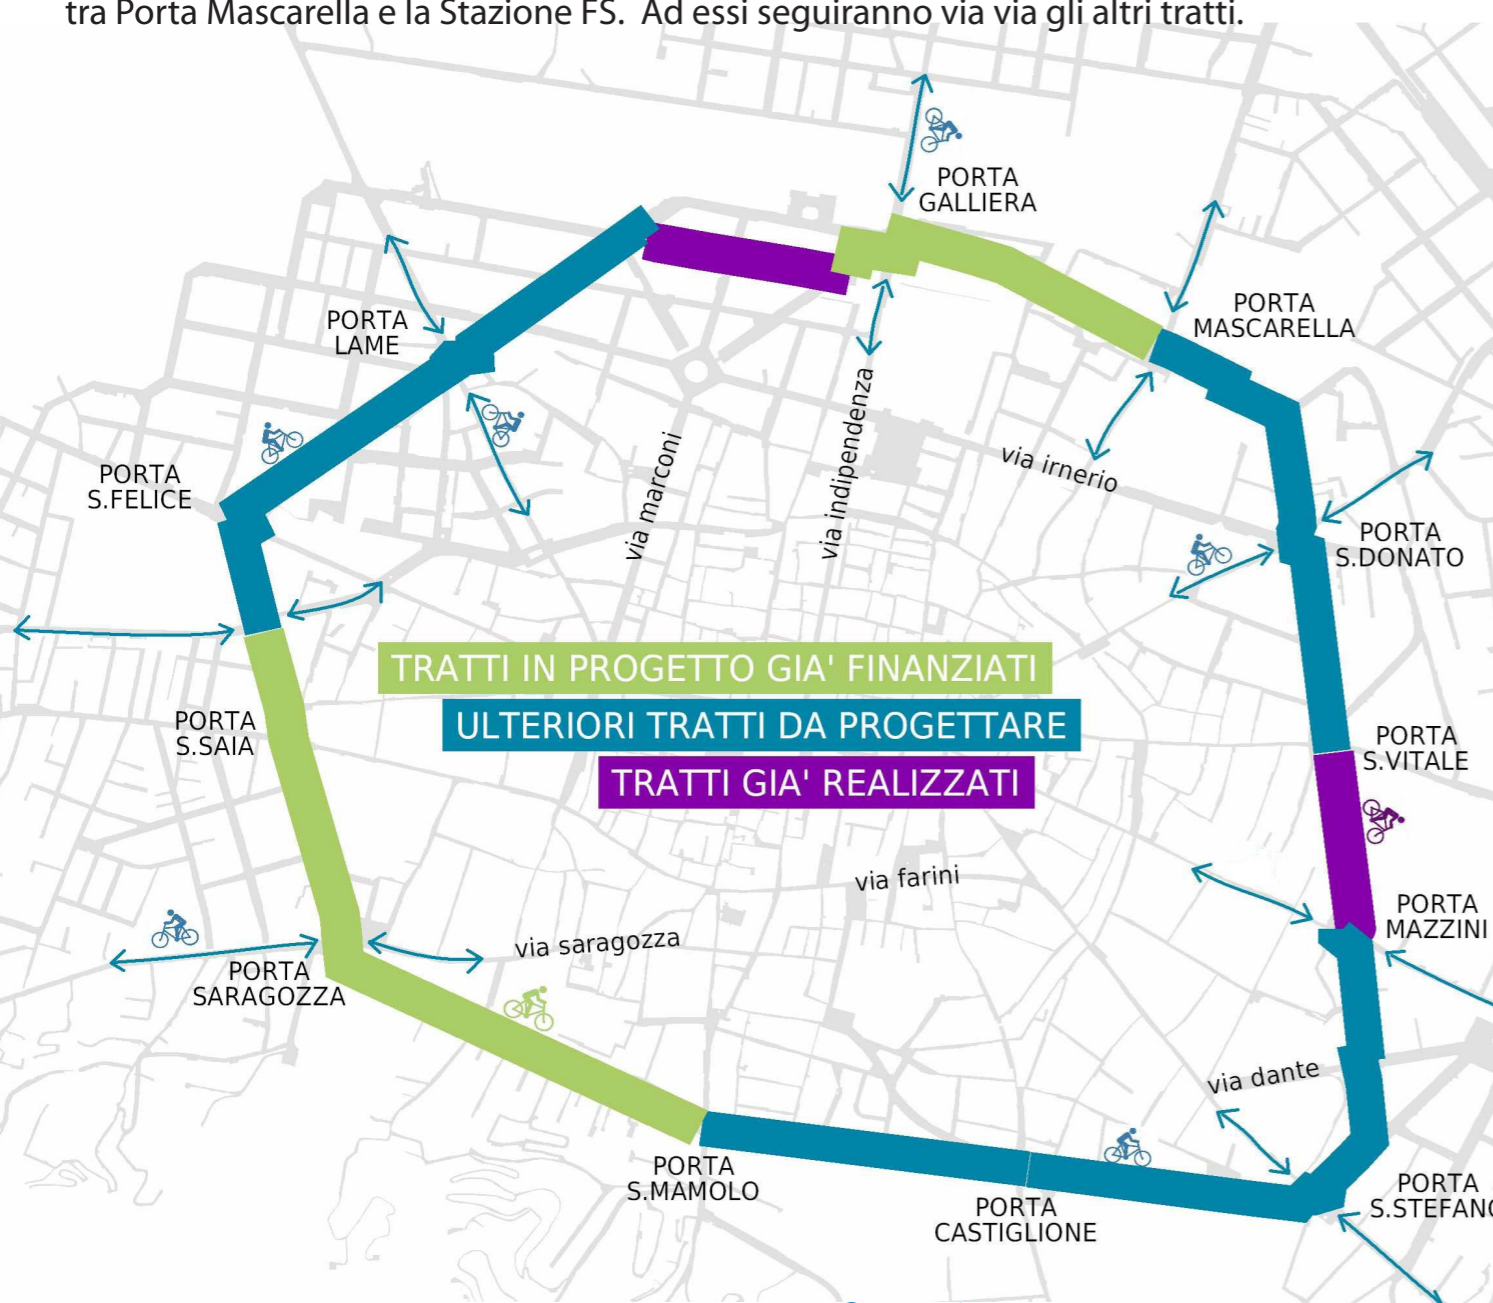 tra Porta Mascarella e la Stazione FS.  Ad essi seguiranno via via gli altri tratti.
PORTA
GALLIERA
PORTA
MASCARELLA
PORTA
LAME
via indipendenza
via marconi
via irnerio
PORTA
S.FELICE
PORTA
S.DONATO
TRATTI IN PROGETTO GIA' FINANZIATI
ULTERIORI TRATTI DA PROGETTARE
TRATTI GIA' REALIZZATI
PORTA
S.SAIA
PORTA
S.VITALE
via farini
PORTA
MAZZINI
via saragozza
PORTA
SARAGOZZA
via dante
PORTA
S.MAMOLO
PORTA
CASTIGLIONE
PORTA
S.STEFANO